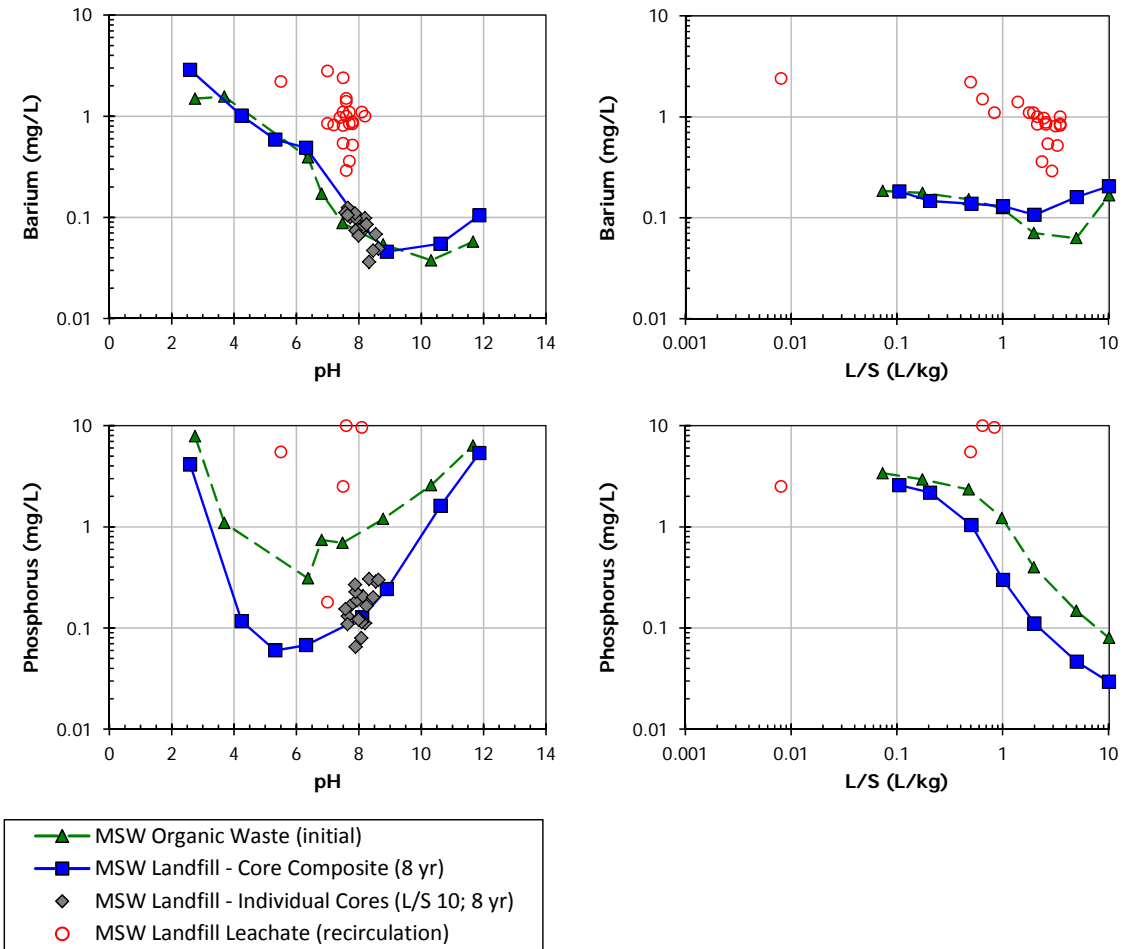 10
1
0.1
0.01
Barium (mg/L)
0 2 4 6 8 10 12 14
pH
10
1
0.1
0.01
Barium (mg/L)
0.001 0.01 0.1 1 10
L/S (L/kg)
10
1
0.1
0.01
Phosphorus (mg/L)
0 2 4 6 8 10 12 14
pH
10
1
0.1
0.01
Phosphorus (mg/L)
0.001 0.01 0.1 1 10
L/S (L/kg)
MSW Organic Waste (initial)
MSW Landfill - Core Composite (8 yr)
MSW Landfill - Individual Cores (L/S 10; 8 yr)
MSW Landfill Leachate (recirculation)